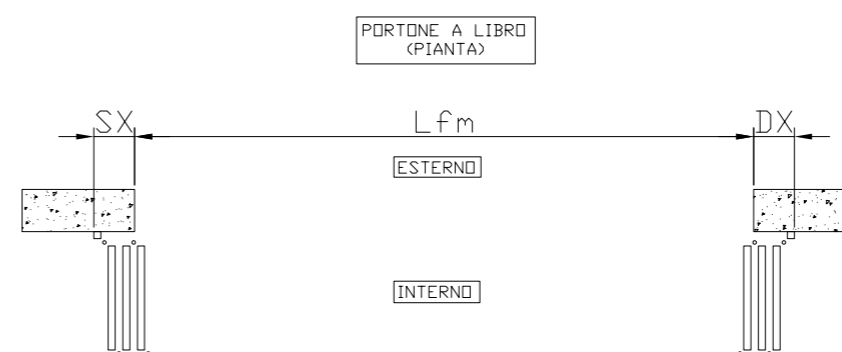 PORTONE A LIBRO
(PIANTA)
SX Lfm DX
ESTERNO
INTERNO